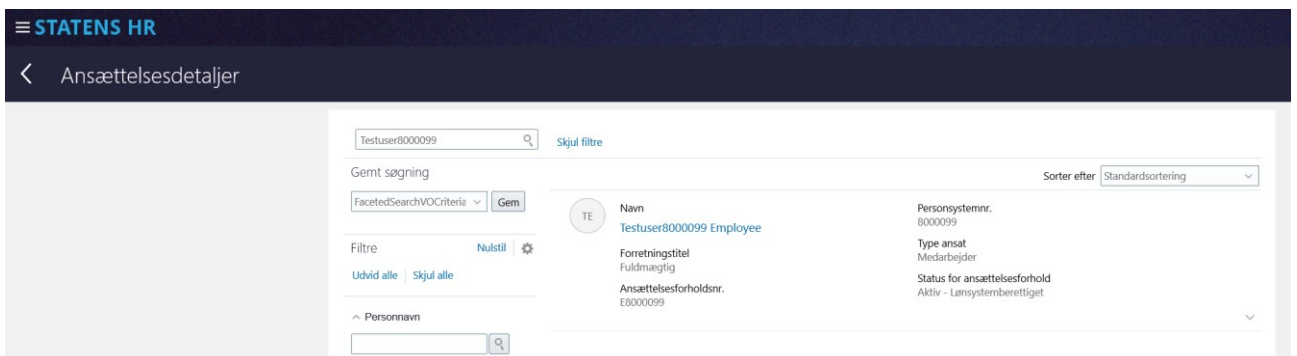 STATENS HR
Ansættelsesdetaljer
Testuser8000099
Skjul filtre
Gemt søgning
Sorter efter Standardsortering
FacetedSearchVOCriteria Gem
TE
Navn
Testuser8000099 Employee
Personsystemnr.
8000099
Filtre Nulstil
Forretningstitel
Fuldmægtig
Type ansat
Medarbejder
Udvid alle Skjul alle
Ansættelsesforholdsnr.
E8000099
Status for ansættelsesforhold
Aktiv - Lønsystemberettiget
Personnavn